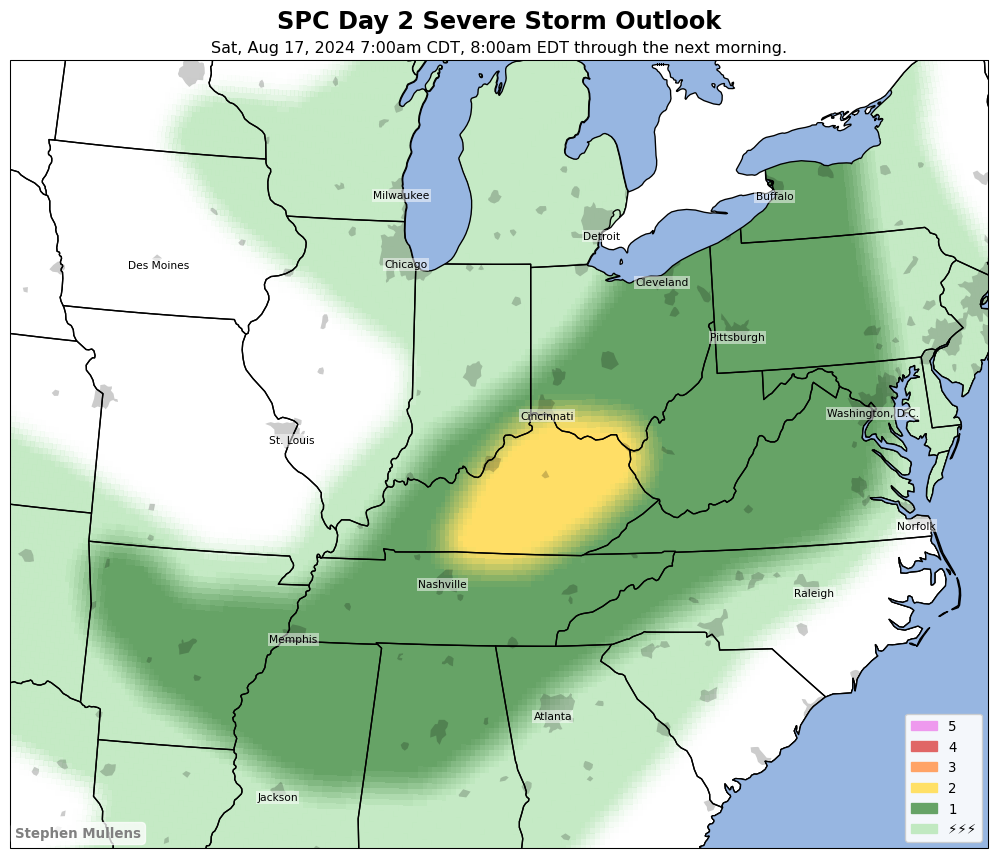 SPC Day 2 Severe Storm Outlook
Sat, Aug 17, 2024 7:00am CDT, 8:00am EDT through the next morning.
Milwaukee
Buffalo
Detroit
Des Moines
Chicago
Cleveland
Pittsburgh
Cincinnati
Washington, D.C.
St. Louis
Norfolk
Nashville
Raleigh
Memphis
Atlanta
Jackson
5
4
3
2
1
⚡⚡⚡
Stephen Mullens